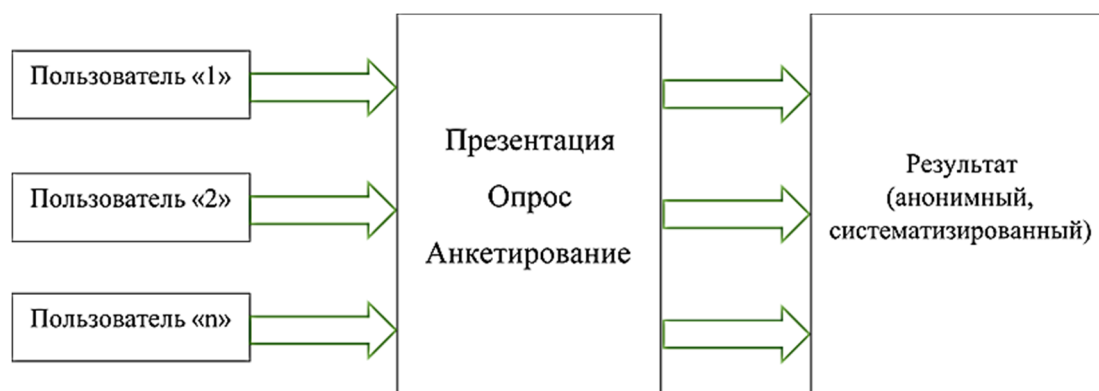 Пользователь «1»
Пользователь «2»
Пользователь «n»
Презентация
Опрос
Анкетирование
Результат
(анонимный,
систематизированный)